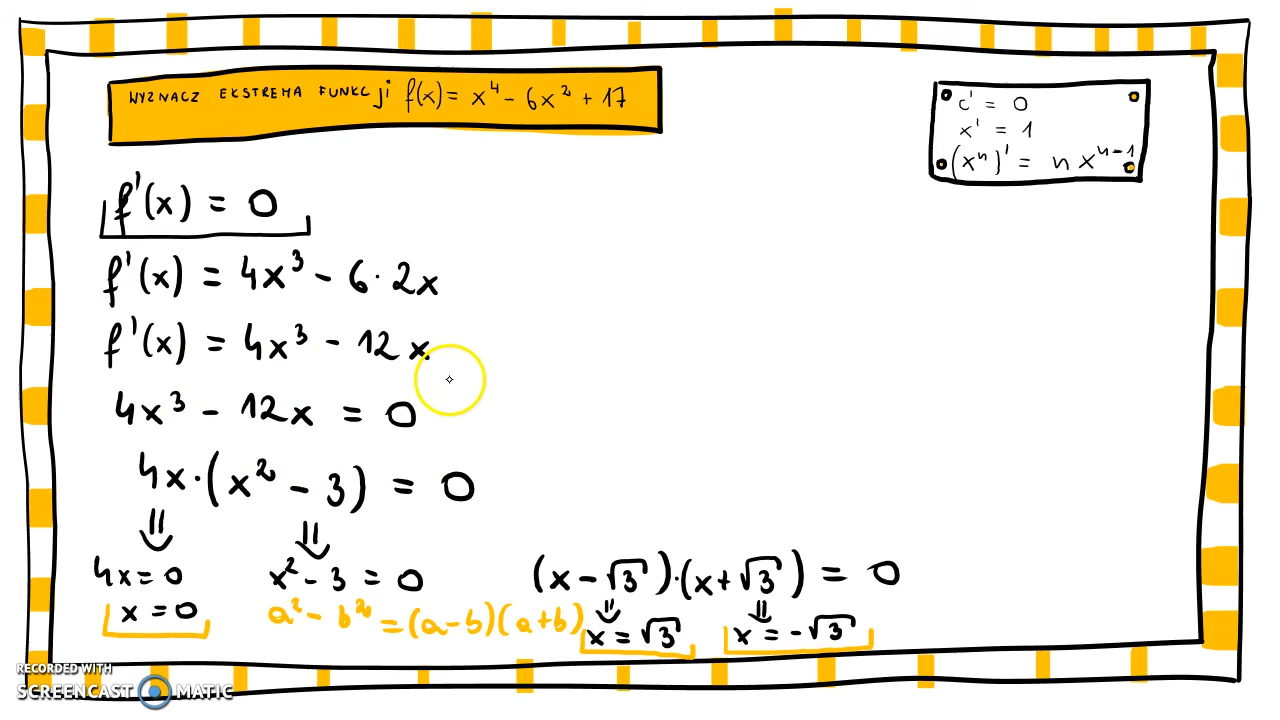 WYZNACZ EKSTREMA FUNKCji f(x) = x⁴ - 6x² + 17
c' = 0
x' = 1
(xⁿ)' = n xⁿ⁻¹
f'(x) = 0
f'(x) = 4x³ - 6·2x
f'(x) = 4x³ - 12x
4x³ - 12x = 0
4x·(x² - 3) = 0
4x = 0
x = 0
x² - 3 = 0
a² - b² = (a-b)(a+b)
(x-√3)·(x+√3) = 0
x = √3
x = -√3
RECORDED WITH
SCREENCAST MATIC